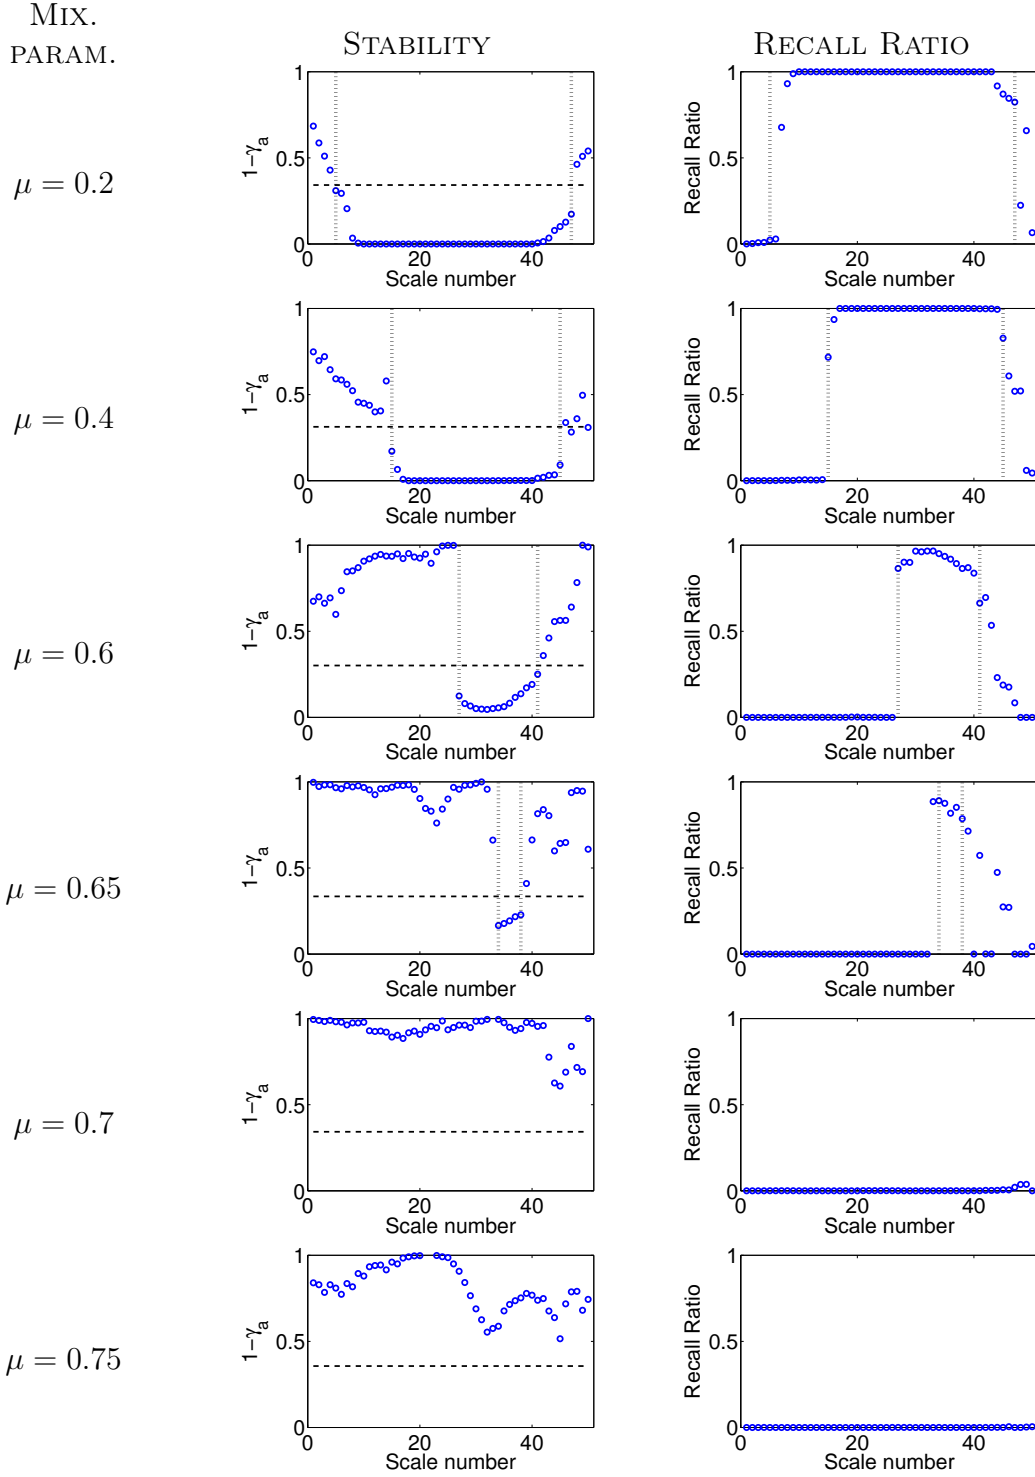 MIX. PARAM.
STABILITY
RECALL RATIO
μ = 0.2
1
0.5
0
1−γa
0 20 40
Scale number
1
0.5
0
Recall Ratio
0 20 40
Scale number
μ = 0.4
1
0.5
0
1−γa
0 20 40
Scale number
1
0.5
0
Recall Ratio
0 20 40
Scale number
μ = 0.6
1
0.5
0
1−γa
0 20 40
Scale number
1
0.5
0
Recall Ratio
0 20 40
Scale number
μ = 0.65
1
0.5
0
1−γa
0 20 40
Scale number
1
0.5
0
Recall Ratio
0 20 40
Scale number
μ = 0.7
1
0.5
0
1−γa
0 20 40
Scale number
1
0.5
0
Recall Ratio
0 20 40
Scale number
μ = 0.75
1
0.5
0
1−γa
0 20 40
Scale number
1
0.5
0
Recall Ratio
0 20 40
Scale number